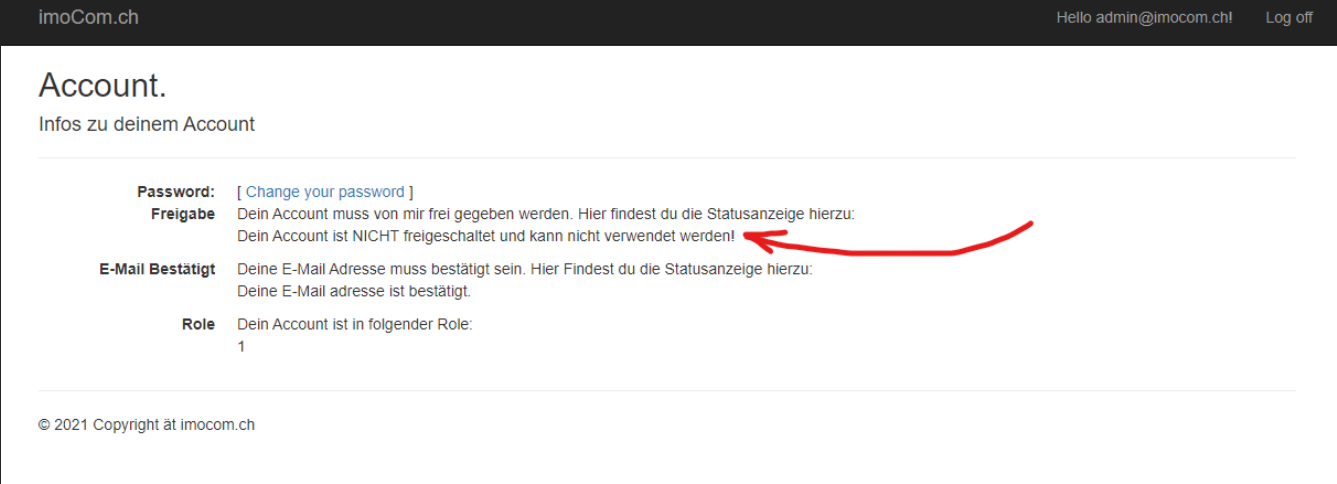 imoCom.ch
Hello admin@imocom.ch!
Log off
Account.
Infos zu deinem Account
Password: [ Change your password ]
Freigabe Dein Account muss von mir frei gegeben werden. Hier findest du die Statusanzeige hierzu:
Dein Account ist NICHT freigeschaltet und kann nicht verwendet werden!
E-Mail Bestätigt Deine E-Mail Adresse muss bestätigt sein. Hier Findest du die Statusanzeige hierzu:
Deine E-Mail adresse ist bestätigt.
Role Dein Account ist in folgender Role:
1
© 2021 Copyright ät imocom.ch